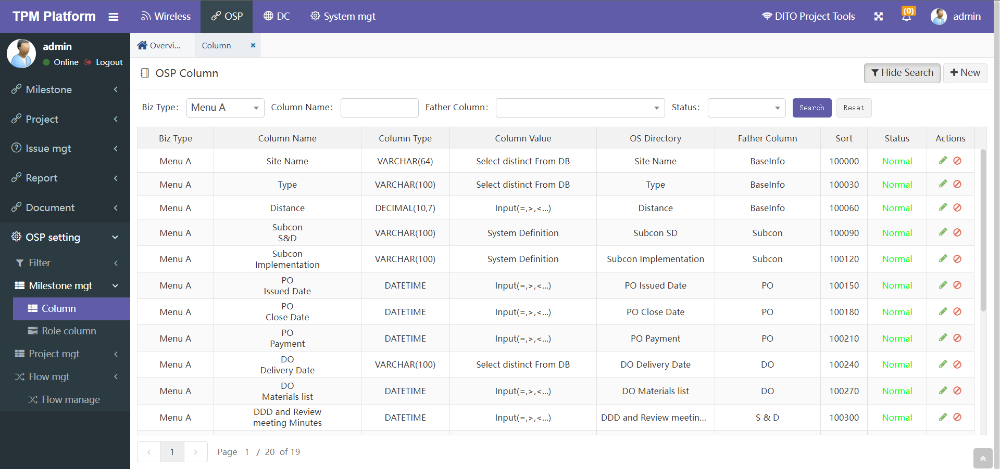 TPM Platform
Wireless
OSP
DC
System mgt
DITO Project Tools
(0)
admin
admin
Online
Logout
Milestone
Project
Issue mgt
Report
Document
OSP setting
Filter
Milestone mgt
Column
Role column
Project mgt
Flow mgt
Flow manage
Overvi...
Column
OSP Column
Hide Search
New
Biz Type:
Menu A
Column Name:
Father Column:
Status:
Search
Reset
Biz Type Column Name Column Type Column Value OS Directory Father Column Sort Status Actions
Menu A Site Name VARCHAR(64) Select distinct From DB Site Name BaseInfo 100000 Normal
Menu A Type VARCHAR(100) Select distinct From DB Type BaseInfo 100030 Normal
Menu A Distance DECIMAL(10,7) Input(=,>,<...) Distance BaseInfo 100060 Normal
Menu A Subcon
S&D VARCHAR(100) System Definition Subcon SD Subcon 100090 Normal
Menu A Subcon
Implementation VARCHAR(100) System Definition Subcon Implementation Subcon 100120 Normal
Menu A PO
Issued Date DATETIME Input(=,>,<...) PO Issued Date PO 100150 Normal
Menu A PO
Close Date DATETIME Input(=,>,<...) PO Close Date PO 100180 Normal
Menu A PO
Payment DATETIME Input(=,>,<...) PO Payment PO 100210 Normal
Menu A DO
Delivery Date VARCHAR(100) Select distinct From DB DO Delivery Date DO 100240 Normal
Menu A DO
Materials list DATETIME Input(=,>,<...) DO Materials list DO 100270 Normal
Menu A DDD and Review
meeting Minutes DATETIME Input(=,>,<...) DDD and Review meetin... S & D 100300 Normal
1
Page 1 / 20 of 19